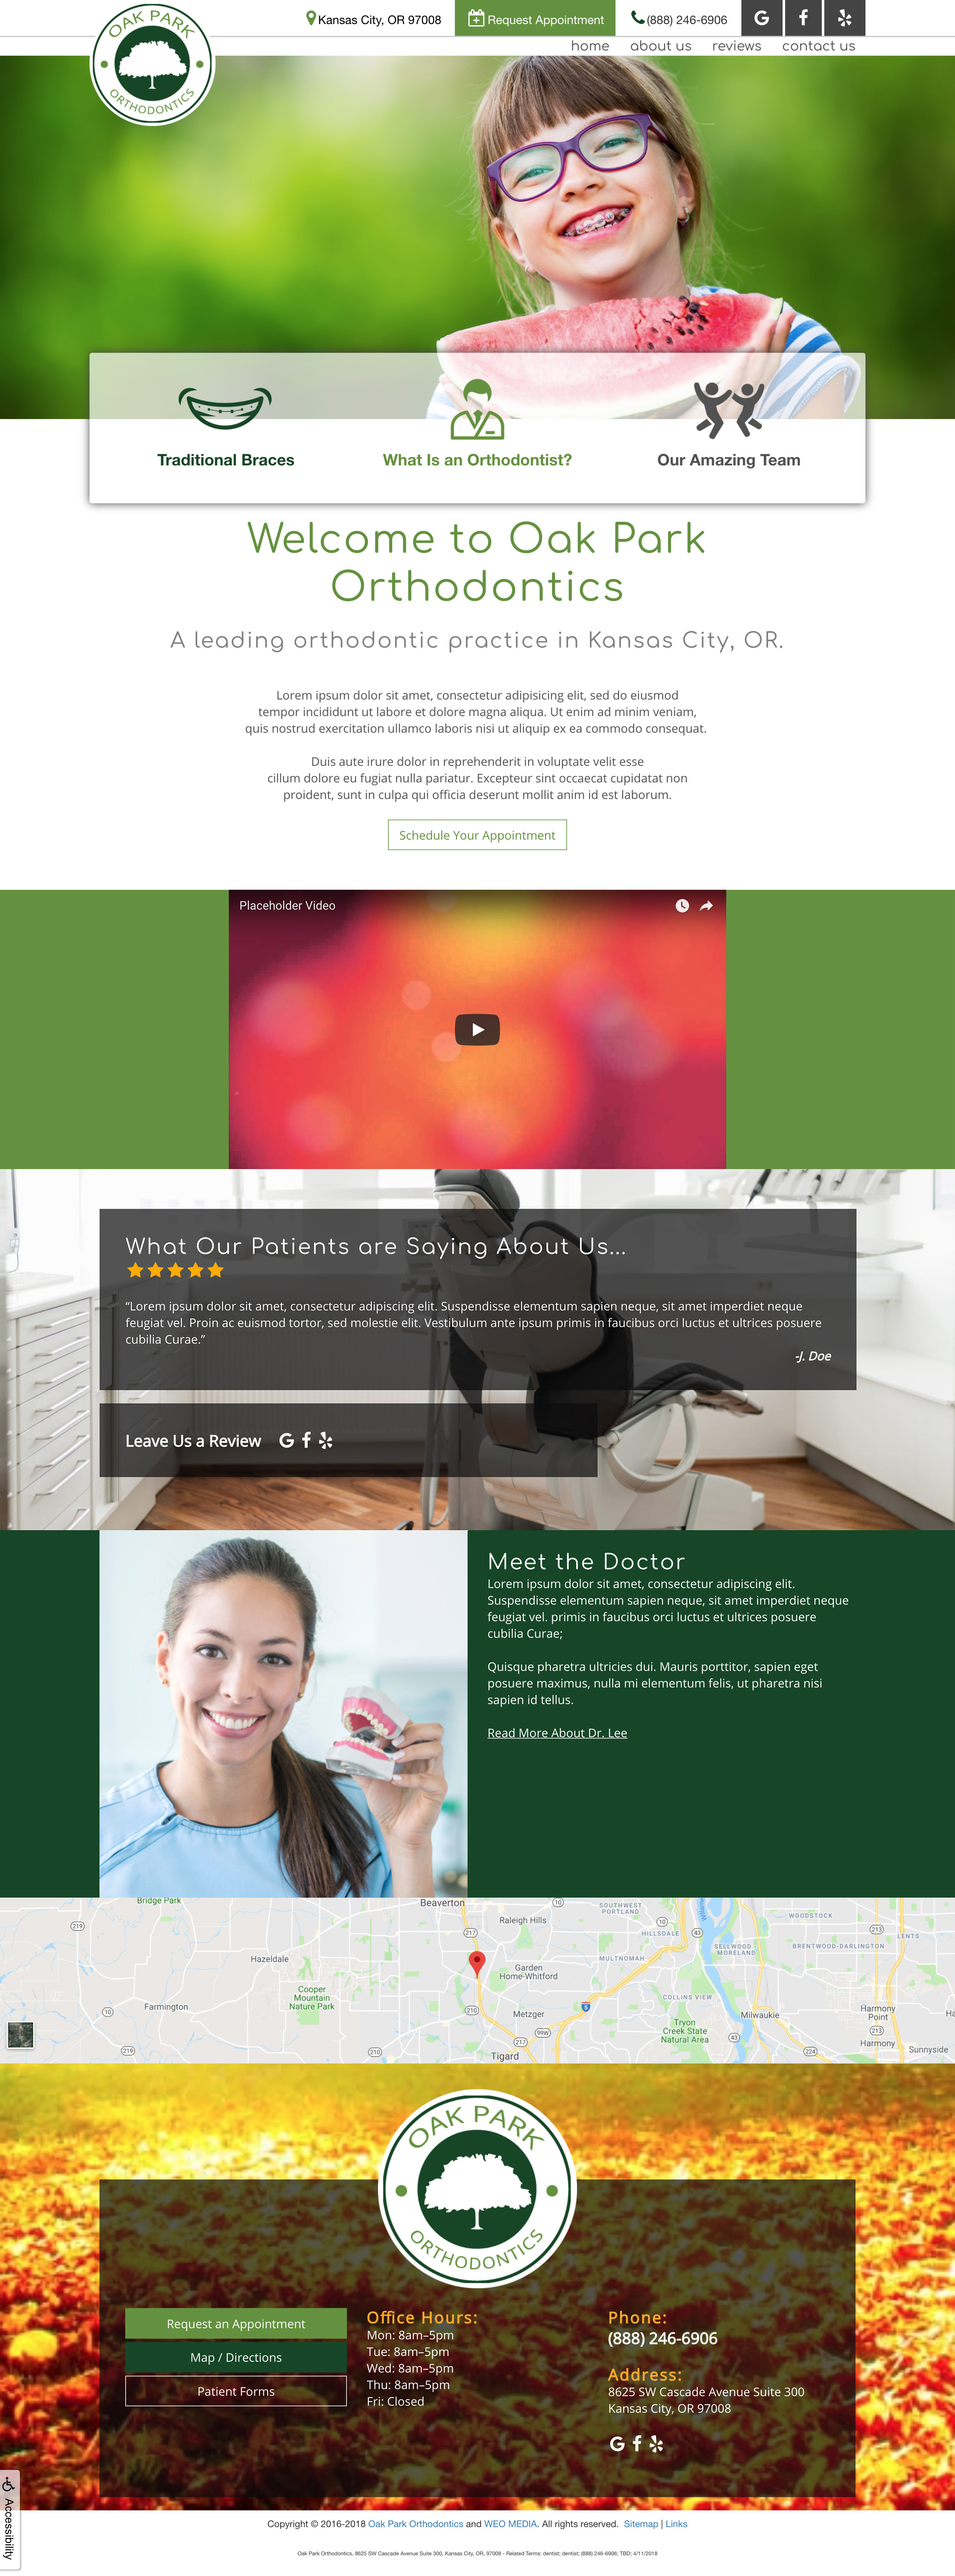 OAK PARK
ORTHODONTICS
Kansas City, OR 97008
Request Appointment
(888) 246-6906
home about us reviews contact us
Traditional Braces
What Is an Orthodontist?
Our Amazing Team
Welcome to Oak Park
Orthodontics
A leading orthodontic practice in Kansas City, OR.
Lorem ipsum dolor sit amet, consectetur adipisicing elit, sed do eiusmod
tempor incididunt ut labore et dolore magna aliqua. Ut enim ad minim veniam,
quis nostrud exercitation ullamco laboris nisi ut aliquip ex ea commodo consequat.
Duis aute irure dolor in reprehenderit in voluptate velit esse
cillum dolore eu fugiat nulla pariatur. Excepteur sint occaecat cupidatat non
proident, sunt in culpa qui officia deserunt mollit anim id est laborum.
Schedule Your Appointment
Placeholder Video
What Our Patients are Saying About Us...
“Lorem ipsum dolor sit amet, consectetur adipiscing elit. Suspendisse elementum sapien neque, sit amet imperdiet neque
feugiat vel. Proin ac euismod tortor, sed molestie elit. Vestibulum ante ipsum primis in faucibus orci luctus et ultrices posuere
cubilia Curae.”
-J. Doe
Leave Us a Review
Meet the Doctor
Lorem ipsum dolor sit amet, consectetur adipiscing elit.
Suspendisse elementum sapien neque, sit amet imperdiet neque
feugiat vel. primis in faucibus orci luctus et ultrices posuere
cubilia Curae;
Quisque pharetra ultricies dui. Mauris porttitor, sapien eget
posuere maximus, nulla mi elementum felis, ut pharetra nisi
sapien id tellus.
Read More About Dr. Lee
Bridge Park
Beaverton
10
SOUTHWEST
PORTLAND
WOODSTOCK
219
Raleigh Hills
10
217
HILLSDALE
43
213
LENTS
SELLWOOD
MORELAND
BRENTWOOD-DARLINGTON
Hazeldale
MULTNOMAH
Garden
Home-Whitford
Cooper
Mountain
Nature Park
COLLINS VIEW
Farmington
10
210
Metzger
5
Milwaukie
Harmony
Point
Ha
Tryon
Creek State
Natural Area
99W
213
43
217
Harmony
219
210
Tigard
224
Sunnyside
OAK PARK
ORTHODONTICS
Request an Appointment
Map / Directions
Patient Forms
Office Hours:
Mon: 8am–5pm
Tue: 8am–5pm
Wed: 8am–5pm
Thu: 8am–5pm
Fri: Closed
Phone:
(888) 246-6906
Address:
8625 SW Cascade Avenue Suite 300
Kansas City, OR 97008
Accessibility
Copyright © 2016-2018 Oak Park Orthodontics and WEO MEDIA. All rights reserved. Sitemap | Links
Oak Park Orthodontics, 8625 SW Cascade Avenue Suite 300, Kansas City, OR, 97008 - Related Terms: dentist; dentist; (888) 246-6906; TBD; 4/11/2018